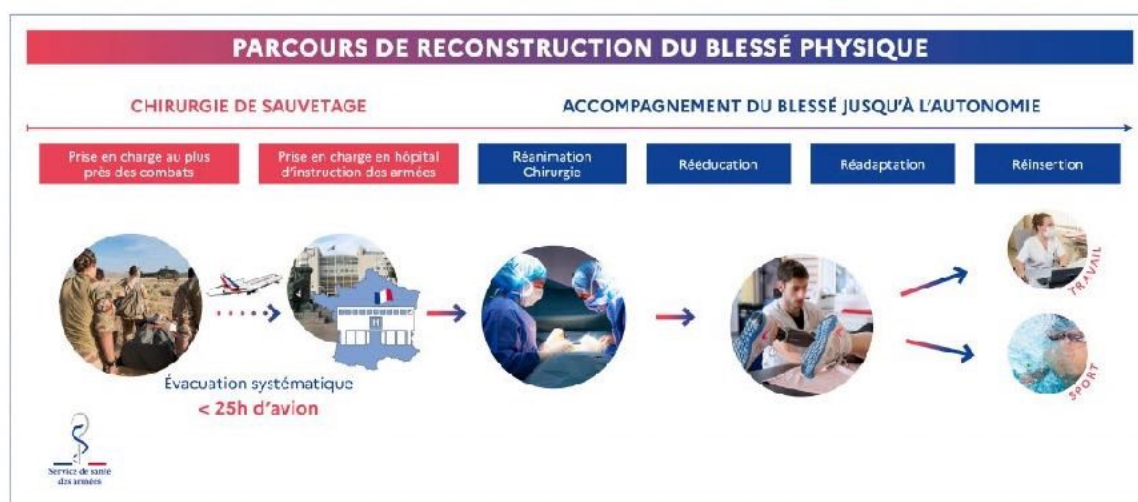 PARCOURS DE RECONSTRUCTION DU BLESSÉ PHYSIQUE
CHIRURGIE DE SAUVETAGE
ACCOMPAGNEMENT DU BLESSÉ JUSQU'À L'AUTONOMIE
Prise en charge au plus
près des combats
Prise en charge en hôpital
d'instruction des armées
Réanimation
Chirurgie
Rééducation
Réadaptation
Réinsertion
TRAVAIL
H
Évacuation systématique
< 25h d'avion
SPORT
Service de santé
des armées